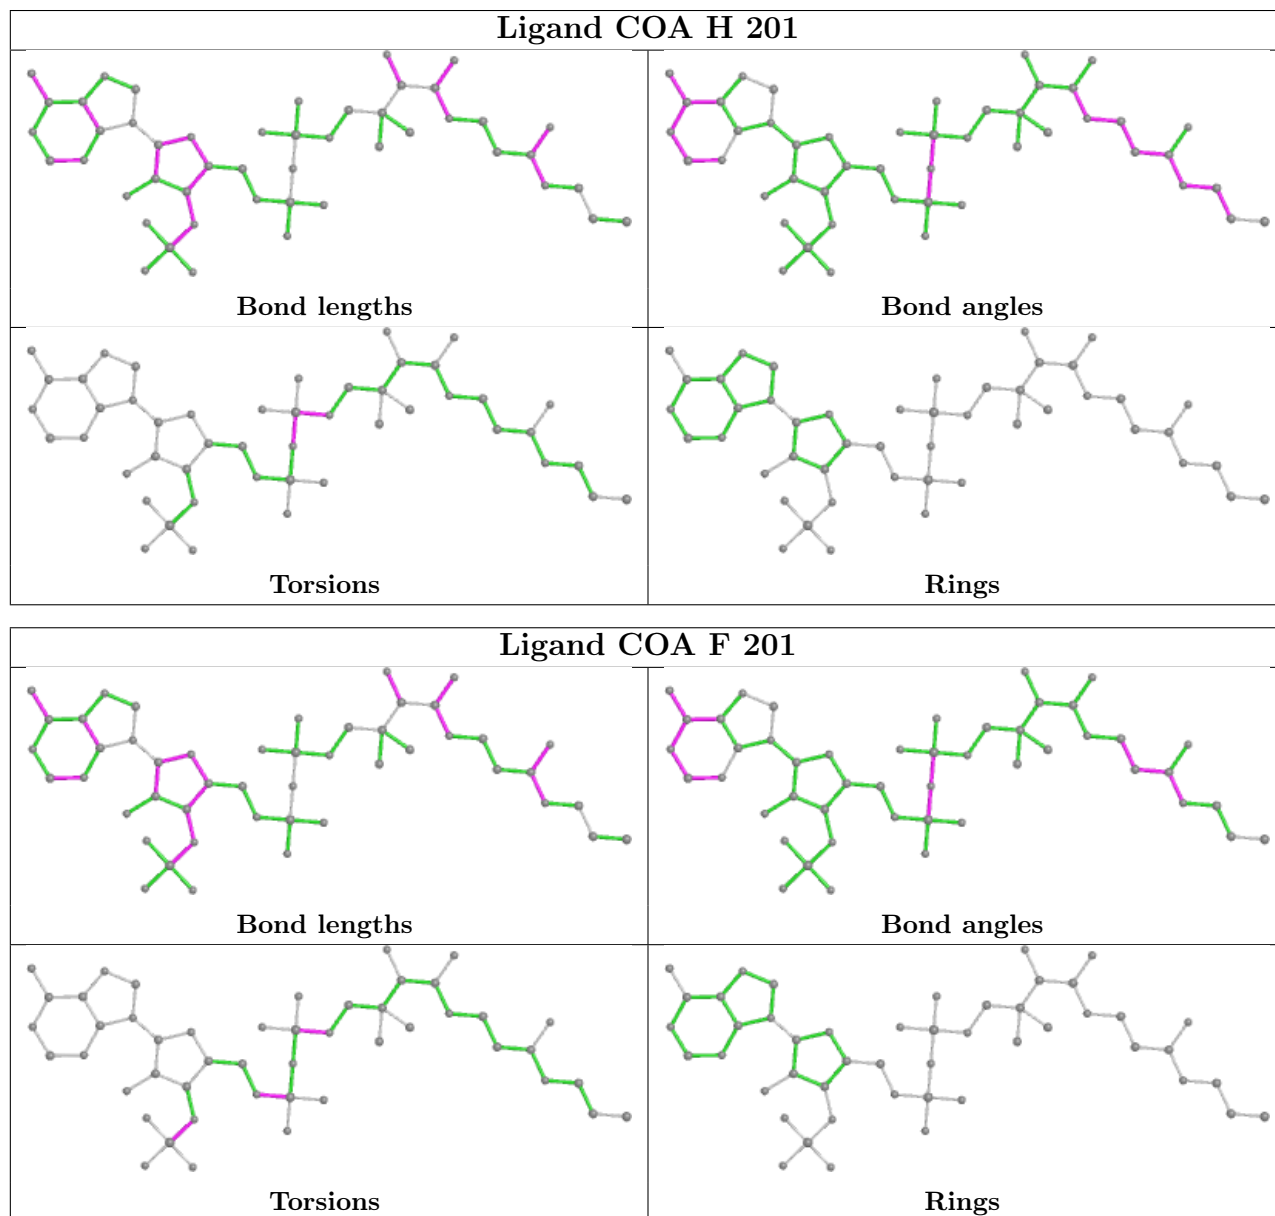 Ligand COA H 201
Bond lengths
Bond angles
Torsions
Rings
Ligand COA F 201
Bond lengths
Bond angles
Torsions
Rings